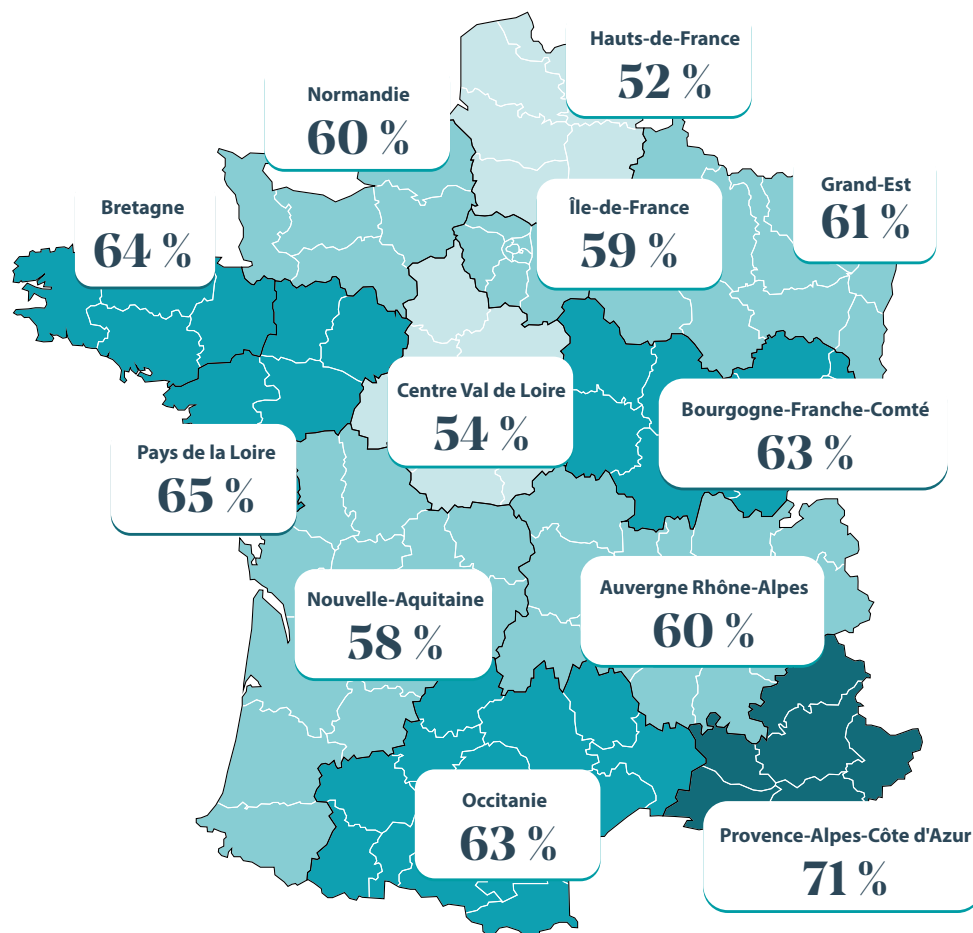 Hauts-de-France
52 %
Normandie
60 %
Grand-Est
61 %
Bretagne
64 %
Île-de-France
59 %
Centre Val de Loire
54 %
Bourgogne-Franche-Comté
63 %
Pays de la Loire
65 %
Nouvelle-Aquitaine
58 %
Auvergne Rhône-Alpes
60 %
Occitanie
63 %
Provence-Alpes-Côte d'Azur
71 %